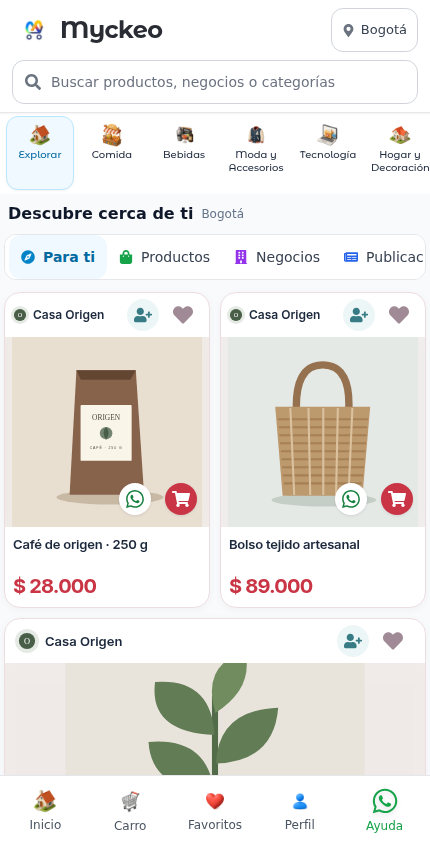 Myckeo
Bogotá
Buscar productos, negocios o categorías
Explorar
Comida
Bebidas
Moda y
Accesorios
Tecnología
Hogar y
Decoración
Descubre cerca de ti Bogotá
Para ti
Productos
Negocios
Publicac
Casa Origen
Casa Origen
ORIGEN
CAFÉ · 250 G
Café de origen · 250 g
$ 28.000
Bolso tejido artesanal
$ 89.000
Casa Origen
Inicio
Carro
Favoritos
Perfil
Ayuda